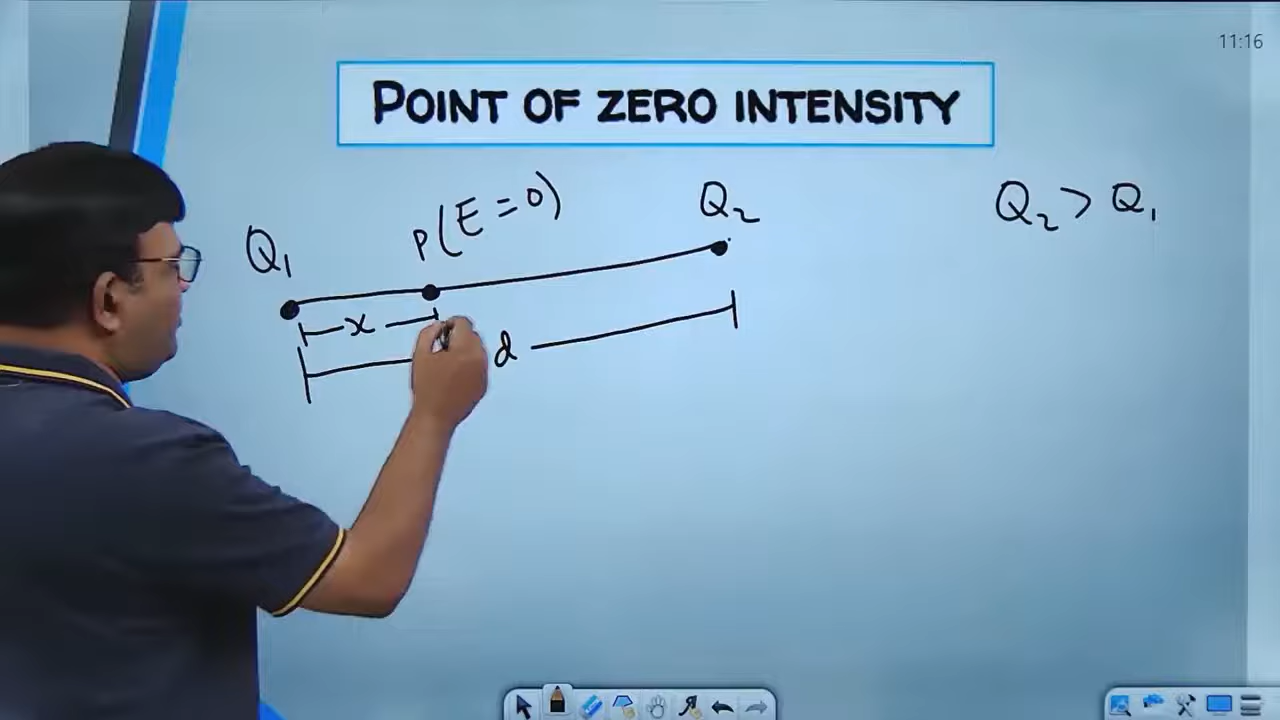 11:16
POINT OF ZERO INTENSITY
Q₁
P(E=0)
Q₂
Q₂ > Q₁
x
d